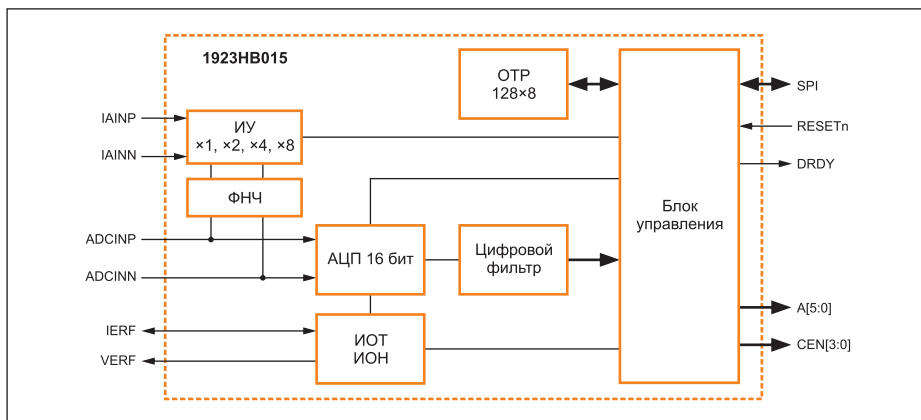 1923НВ015
OTP
128×8
SPI
IAINP
ИУ
×1, ×2, ×4, ×8
RESETn
IAINN
DRDY
ФНЧ
Блок
управления
ADCINP
АЦП 16 бит
Цифровой
фильтр
ADCINN
A[5:0]
IERF
ИОТ
ИОН
CEN[3:0]
VERF